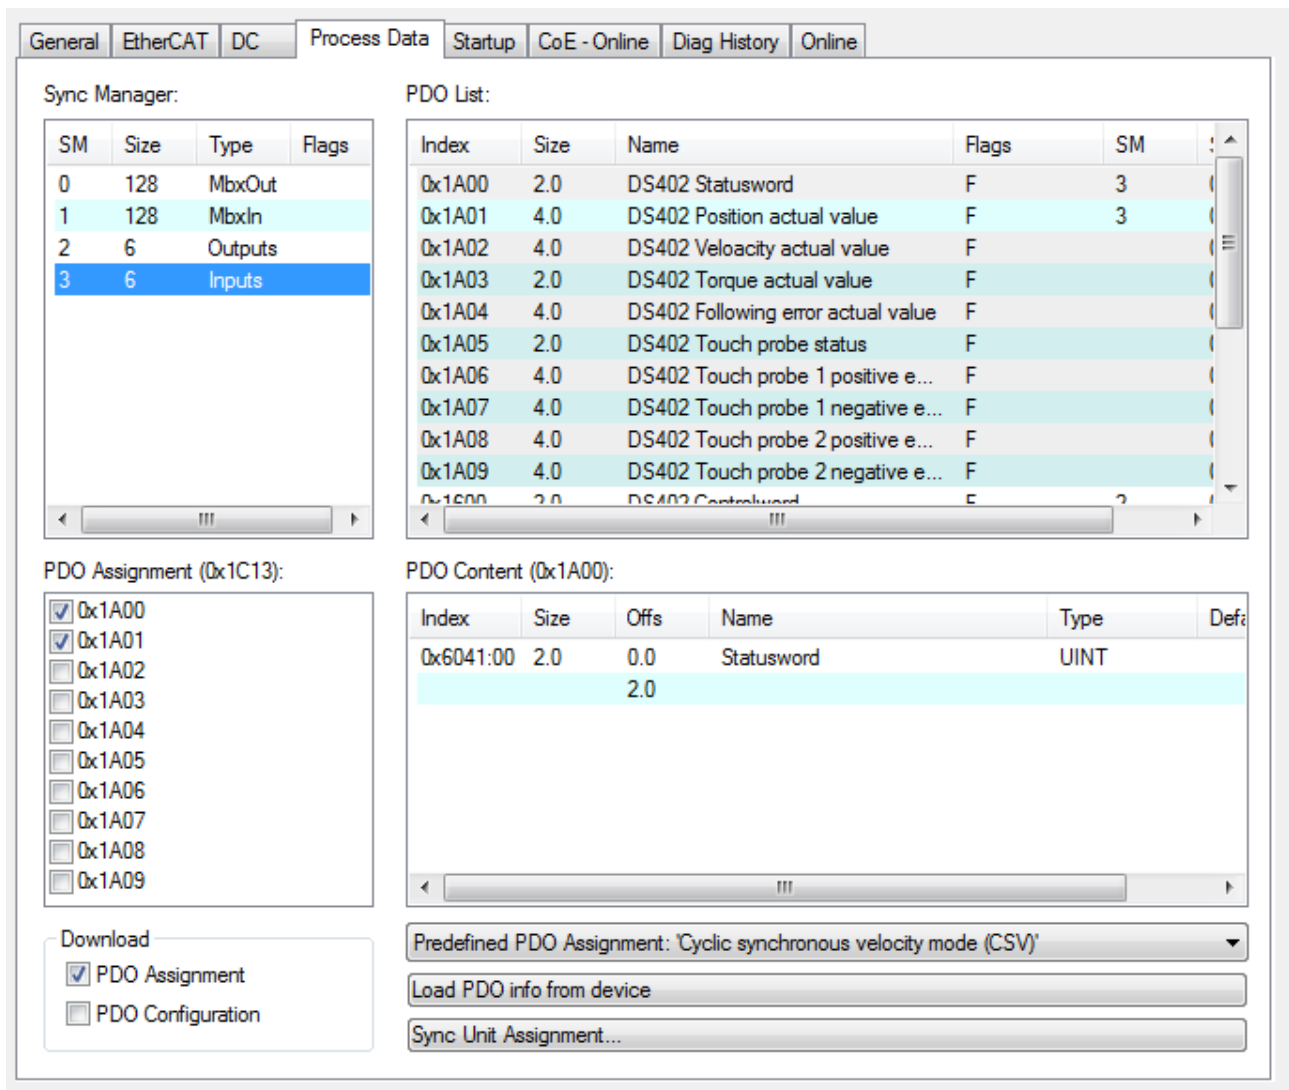 General EtherCAT DC Process Data Startup CoE - Online Diag History Online
Sync Manager:
SM Size Type Flags
0 128 MbxOut
1 128 MbxIn
2 6 Outputs
3 6 Inputs
PDO List:
Index Size Name Flags SM
0x1A00 2.0 DS402 Statusword F 3
0x1A01 4.0 DS402 Position actual value F 3
0x1A02 4.0 DS402 Veloacity actual value F
0x1A03 2.0 DS402 Torque actual value F
0x1A04 4.0 DS402 Following error actual value F
0x1A05 2.0 DS402 Touch probe status F
0x1A06 4.0 DS402 Touch probe 1 positive e... F
0x1A07 4.0 DS402 Touch probe 1 negative e... F
0x1A08 4.0 DS402 Touch probe 2 positive e... F
0x1A09 4.0 DS402 Touch probe 2 negative e... F
0x1600 2.0 DS402 Controlword F 2
PDO Assignment (0x1C13):
0x1A00
0x1A01
0x1A02
0x1A03
0x1A04
0x1A05
0x1A06
0x1A07
0x1A08
0x1A09
PDO Content (0x1A00):
Index Size Offs Name Type Defa
0x6041:00 2.0 0.0 Statusword UINT
2.0
Download
PDO Assignment
PDO Configuration
Predefined PDO Assignment: 'Cyclic synchronous velocity mode (CSV)'
Load PDO info from device
Sync Unit Assignment...